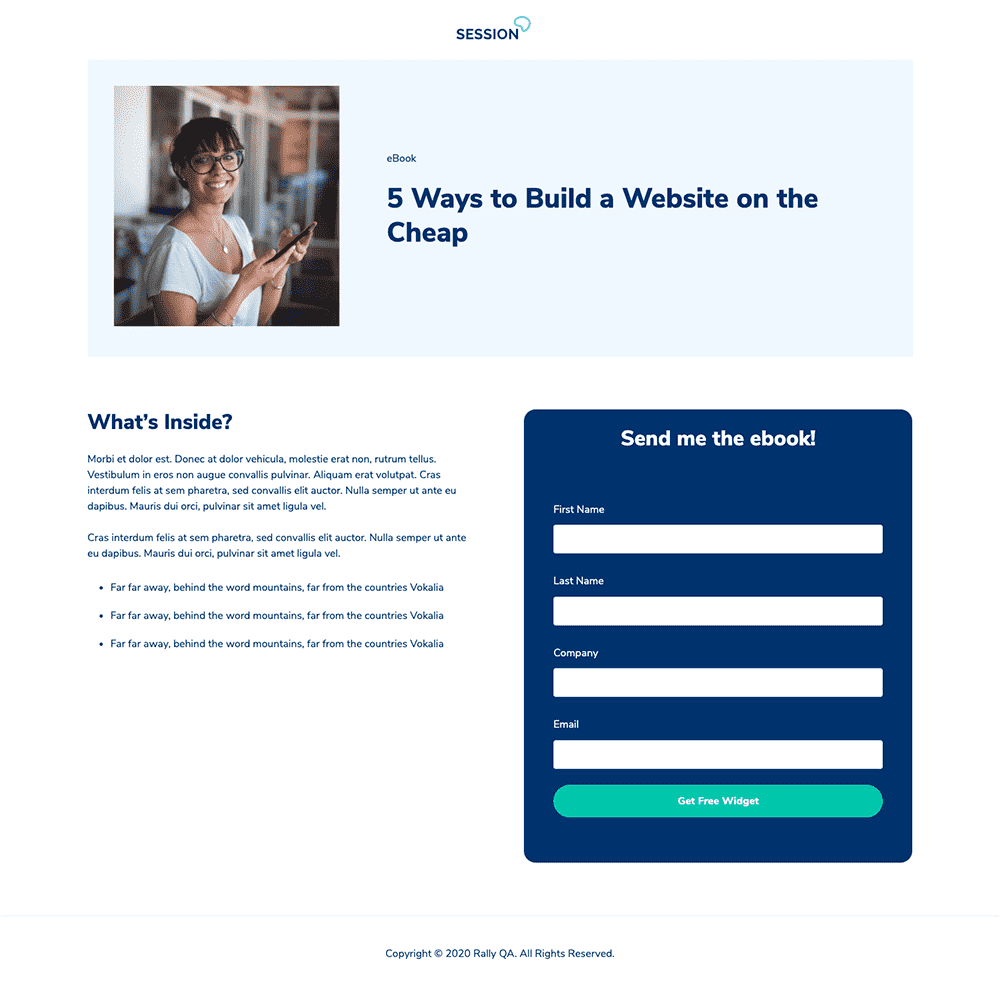 SESSION
eBook
5 Ways to Build a Website on the
Cheap
What's Inside?
Morbi et dolor est. Donec at dolor vehicula, molestie erat non, rutrum tellus.
Vestibulum in eros non augue convallis pulvinar. Aliquam erat volutpat. Cras
interdum felis at sem pharetra, sed convallis elit auctor. Nulla semper ut ante eu
dapibus. Mauris dui orci, pulvinar sit amet ligula vel.
Cras interdum felis at sem pharetra, sed convallis elit auctor. Nulla semper ut ante
eu dapibus. Mauris dui orci, pulvinar sit amet ligula vel.
• Far far away, behind the word mountains, far from the countries Vokalia
• Far far away, behind the word mountains, far from the countries Vokalia
• Far far away, behind the word mountains, far from the countries Vokalia
Send me the ebook!
First Name
Last Name
Company
Email
Get Free Widget
Copyright © 2020 Rally QA. All Rights Reserved.